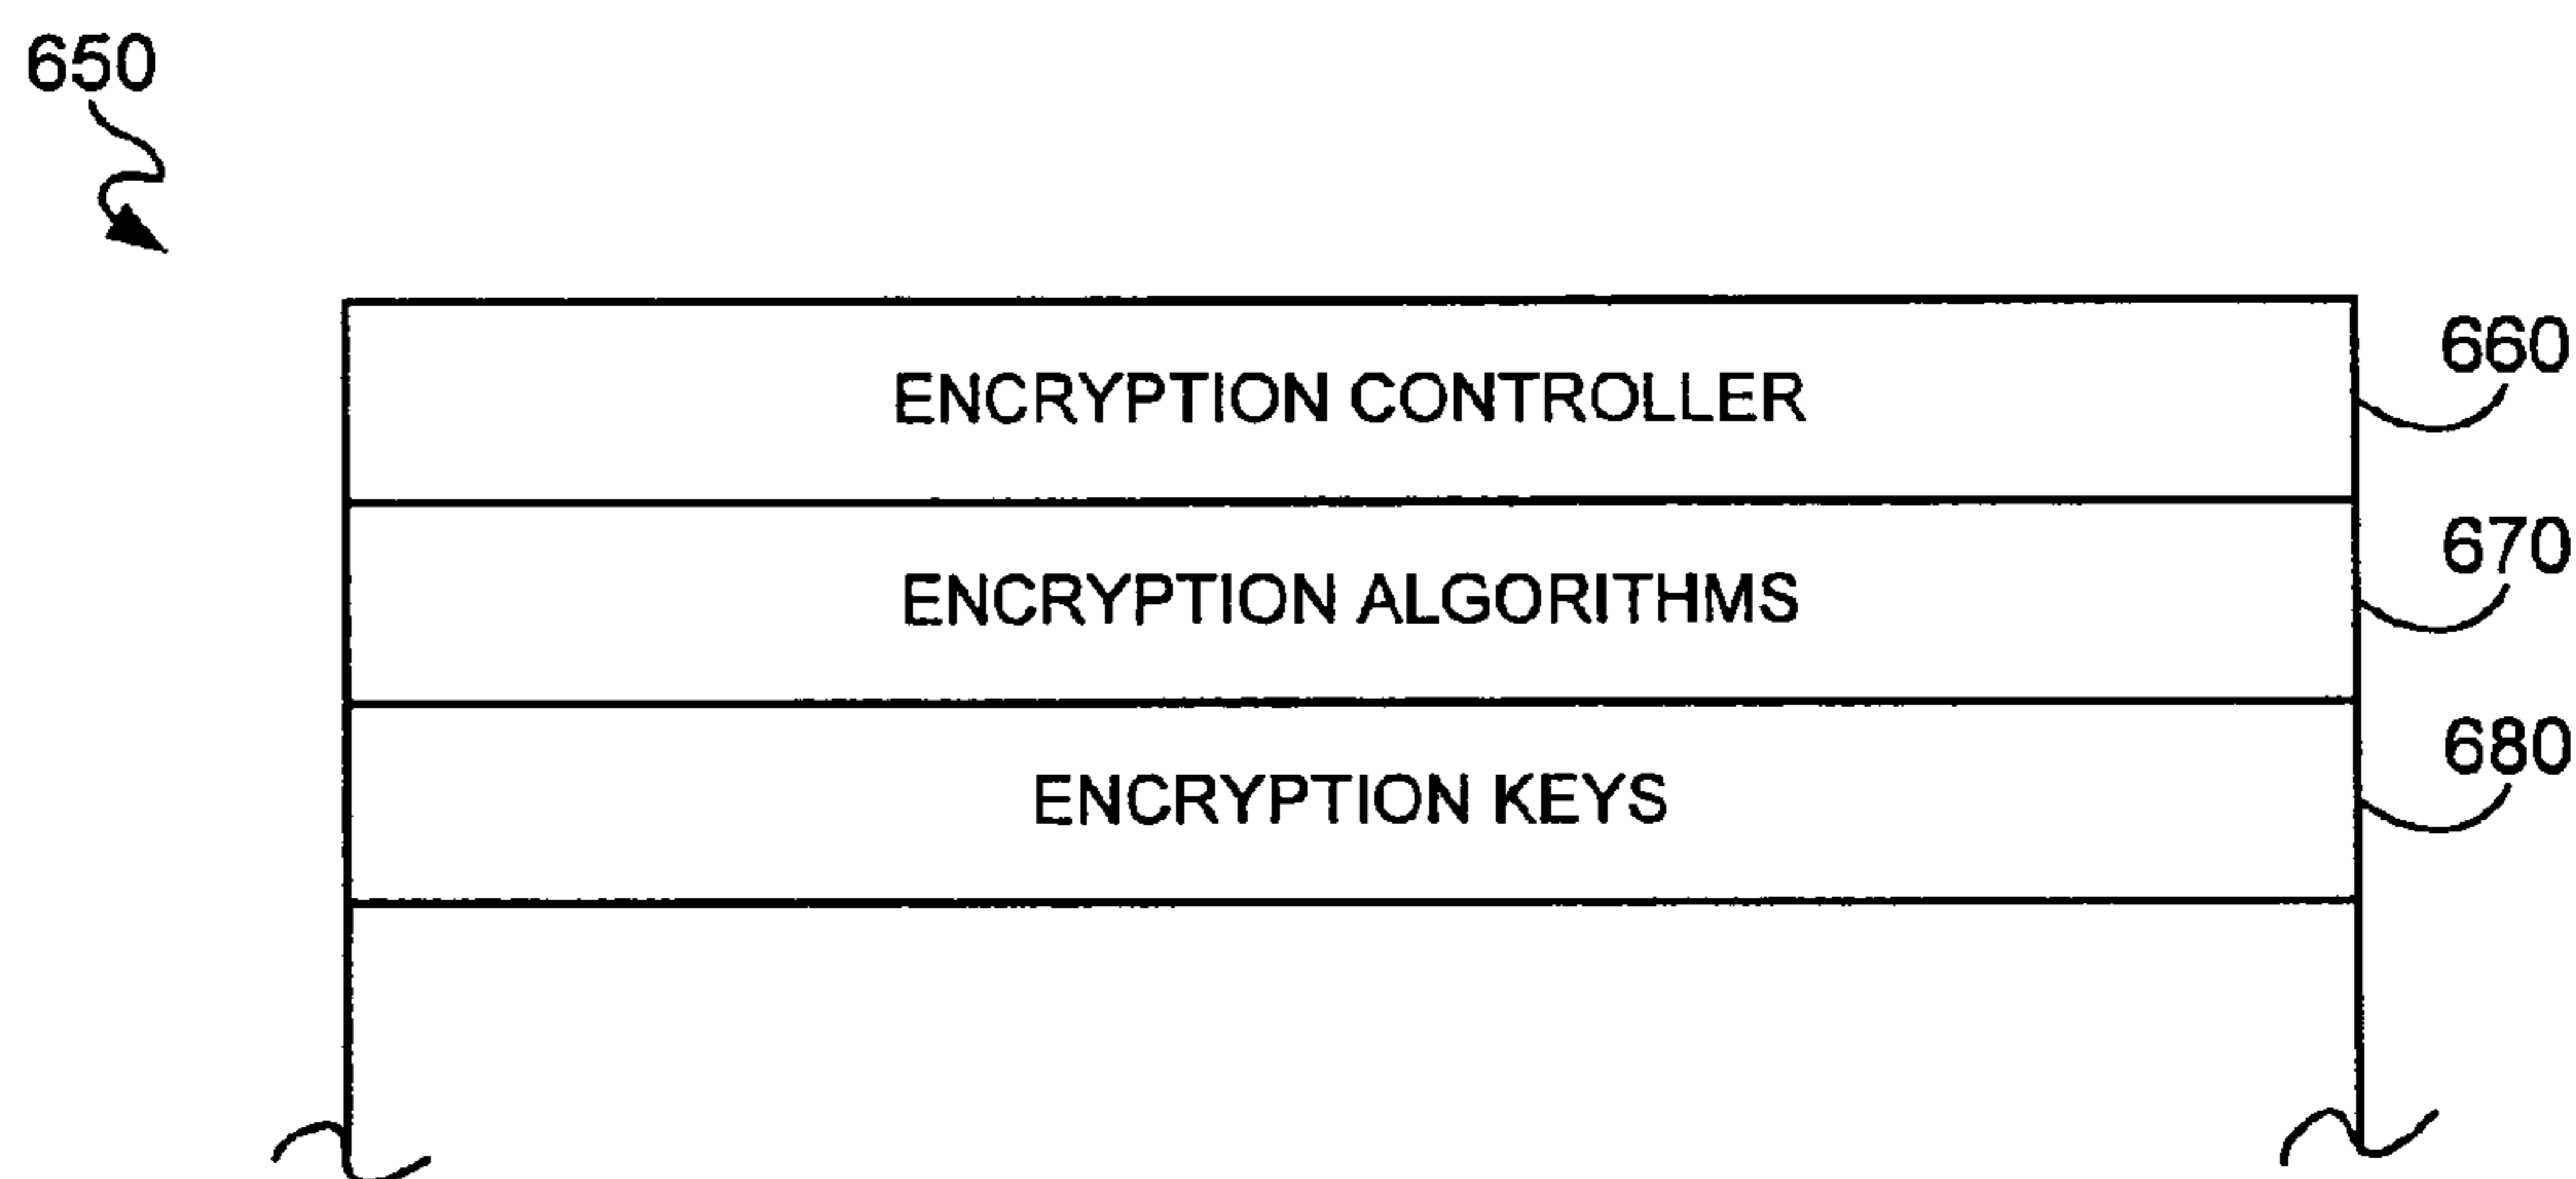 650
ENCRYPTION CONTROLLER
660
ENCRYPTION ALGORITHMS
670
ENCRYPTION KEYS
680